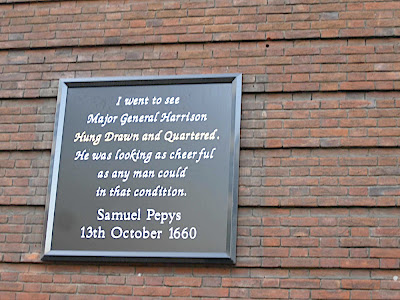 I went to see
Major General Harrison
Hung Drawn and Quartered.
He was looking as cheerful
as any man could
in that condition.
Samuel Pepys
13th October 1660